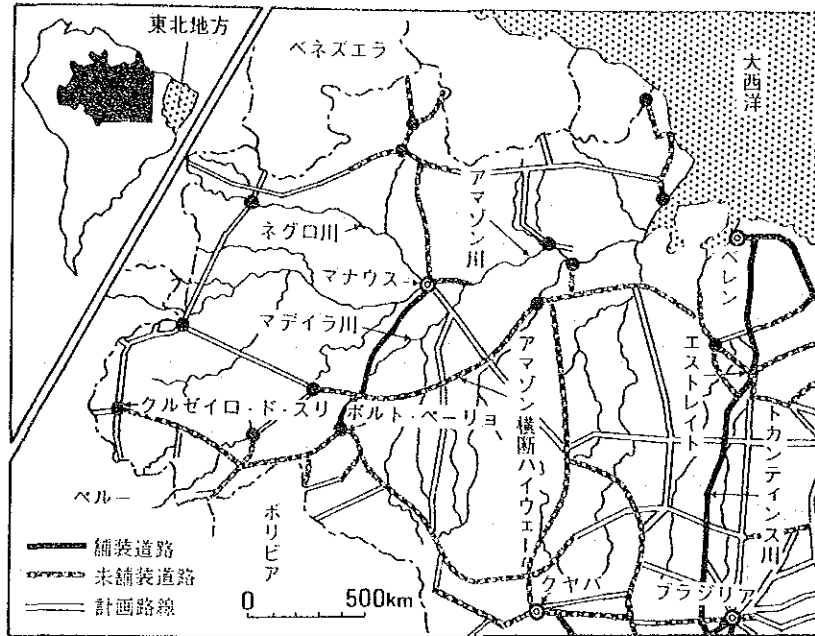 東北地方
ベネズエラ
大西洋
アマゾン川
ネグロ川
マナウス
ベレン
マデイラ川
エストレイト
クルゼイロ・ド・スリ
ポルト・ベーリョ
アマゾン横断ハイウェー
トカンティンス川
ペルー
ボリビア
クヤバ
ブラジリア
舗装道路
未舗装道路
計画路線
0 500km